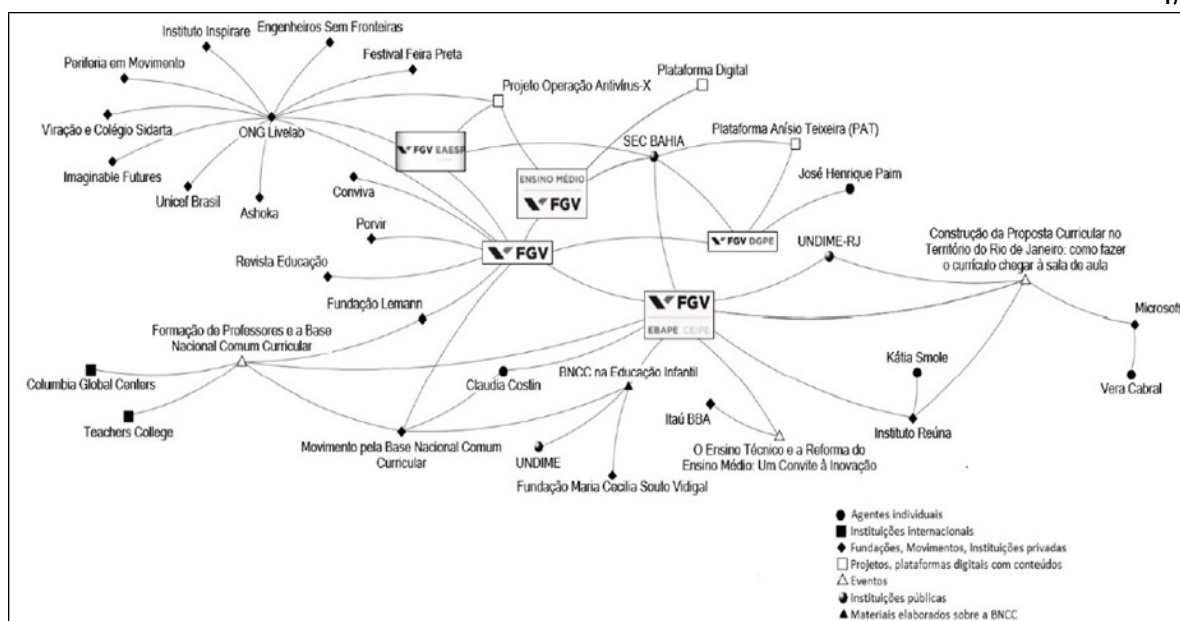 Instituto Inspirare
Engenheiros Sem Fronteiras
Periferia em Movimento
Festival Feira Preta
Projeto Operação Antivírus-X
Plataforma Digital
Viração e Colégio Sidarta
ONG Livelab
FGV EAESP
SEC BAHIA
Plataforma Anísio Teixeira (PAT)
Imaginable Futures
Unicef Brasil
Ashoka
Conviva
ENSINO MÉDIO
FGV
José Henrique Paim
Porvir
FGV
FGV DGPE
UNDIME-RJ
Construção da Proposta Curricular no
Território do Rio de Janeiro: como fazer
o currículo chegar à sala de aula
Revista Educação
Fundação Lemann
FGV
EBAPE CEIPE
Microsoft
Formação de Professores e a Base
Nacional Comum Curricular
Columbia Global Centers
Claudia Costin
BNCC na Educação Infantil
Kátia Smole
Vera Cabral
Teachers College
Itaú BBA
Instituto Reúna
Movimento pela Base Nacional Comum
Curricular
UNDIME
O Ensino Técnico e a Reforma do
Ensino Médio: Um Convite à Inovação
Fundação Maria Cecilia Souto Vidigal
Agentes individuais
Instituições internacionais
Fundações, Movimentos, Instituições privadas
Projetos, plataformas digitais com conteúdos
Eventos
Instituições públicas
Materiais elaborados sobre a BNCC